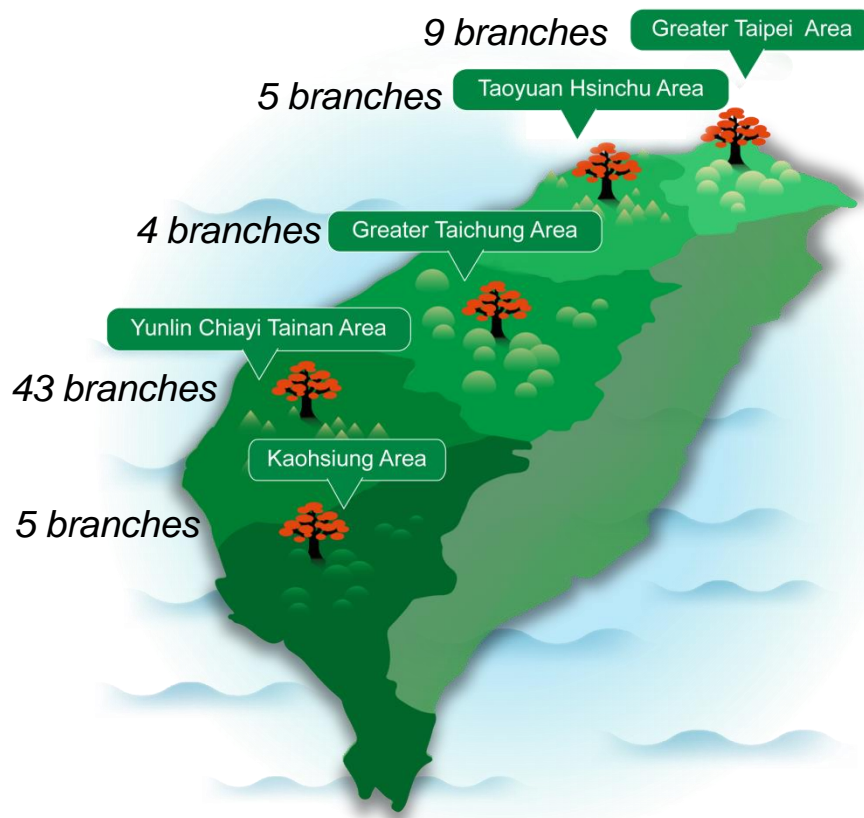 9 branches
Greater Taipei Area
5 branches
Taoyuan Hsinchu Area
4 branches
Greater Taichung Area
Yunlin Chiayi Tainan Area
43 branches
Kaohsiung Area
5 branches